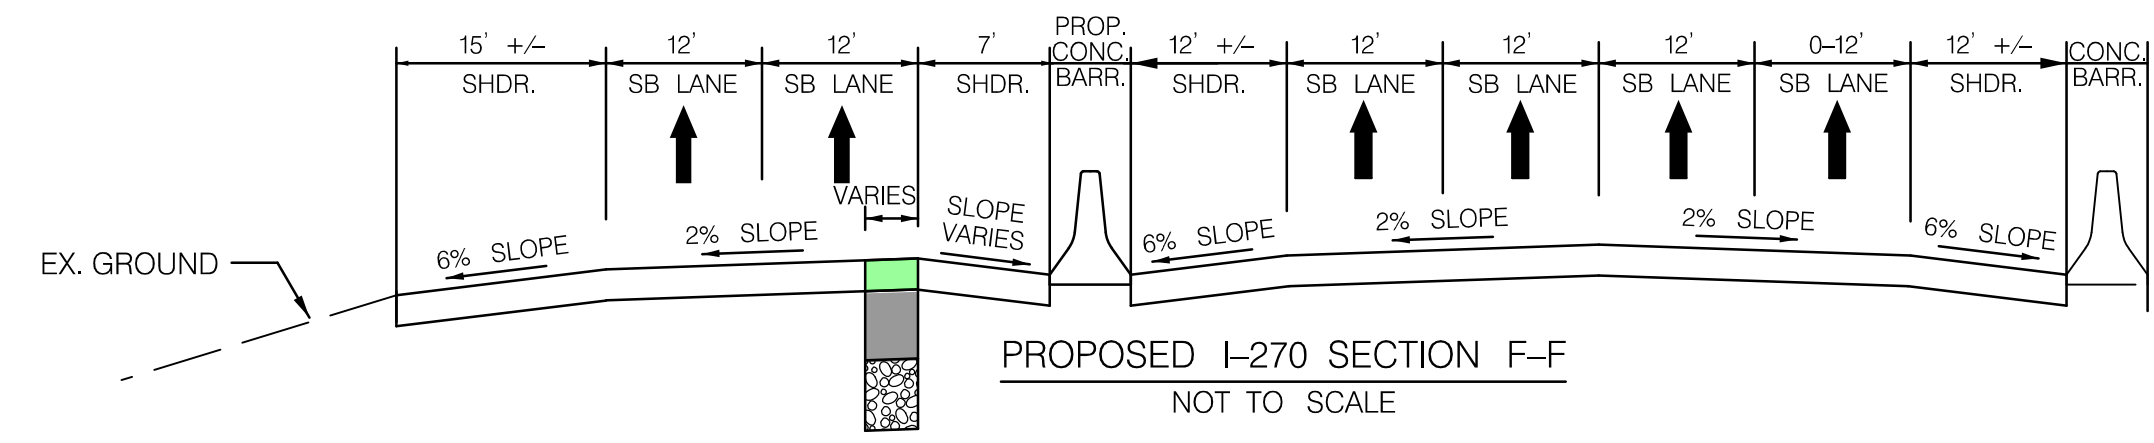 15' +/-
SHDR.
12'
SB LANE
12'
SB LANE
7'
SHDR.
PROP.
CONC.
BARR.
12' +/-
SHDR.
12'
SB LANE
12'
SB LANE
12'
SB LANE
0-12'
SB LANE
12' +/-
SHDR.
CONC.
BARR.
VARIES
6% SLOPE
2% SLOPE
SLOPE
VARIES
6% SLOPE
2% SLOPE
2% SLOPE
6% SLOPE
EX. GROUND
PROPOSED I-270 SECTION F-F
NOT TO SCALE